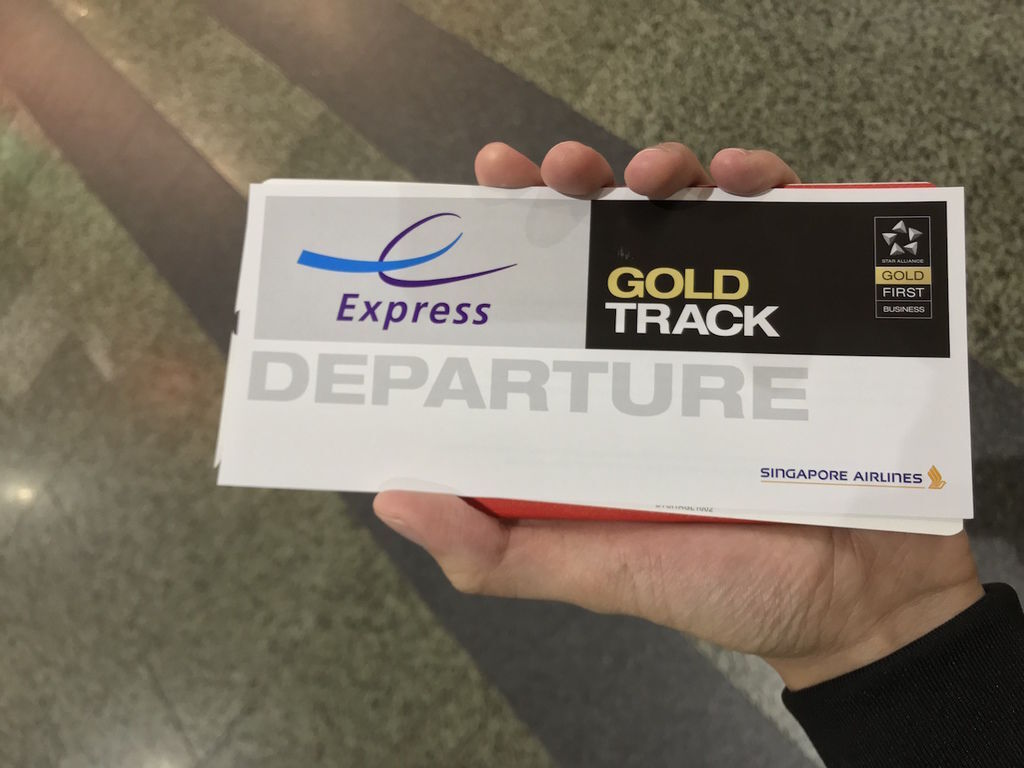 Express
GOLD
TRACK
STAR ALLIANCE
GOLD
FIRST
BUSINESS
DEPARTURE
SINGAPORE AIRLINES